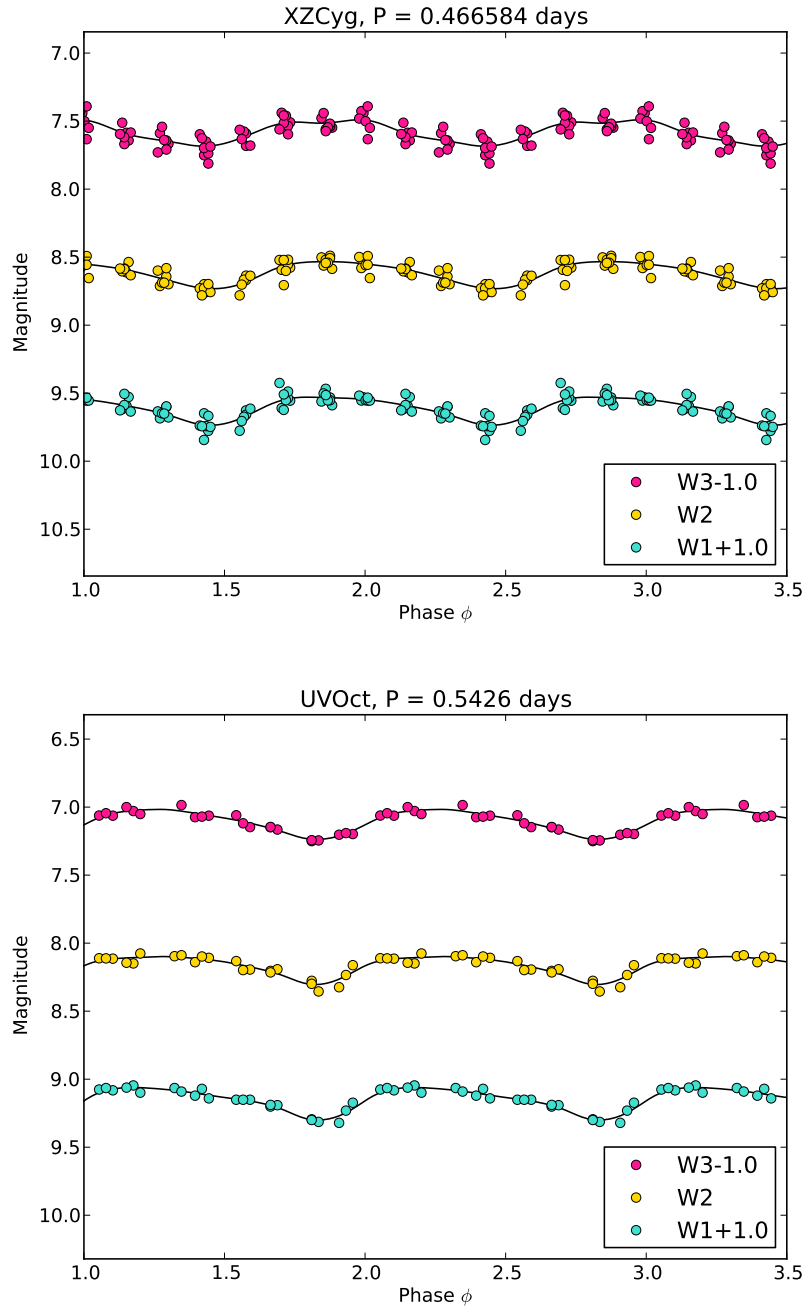 XZCyg, P = 0.466584 days
7.0
7.5
8.0
8.5
9.0
9.5
10.0
10.5
Magnitude
W3-1.0
W2
W1+1.0
1.0 1.5 2.0 2.5 3.0 3.5
Phase ϕ
UVOct, P = 0.5426 days
6.5
7.0
7.5
8.0
8.5
9.0
9.5
10.0
Magnitude
W3-1.0
W2
W1+1.0
1.0 1.5 2.0 2.5 3.0 3.5
Phase ϕ